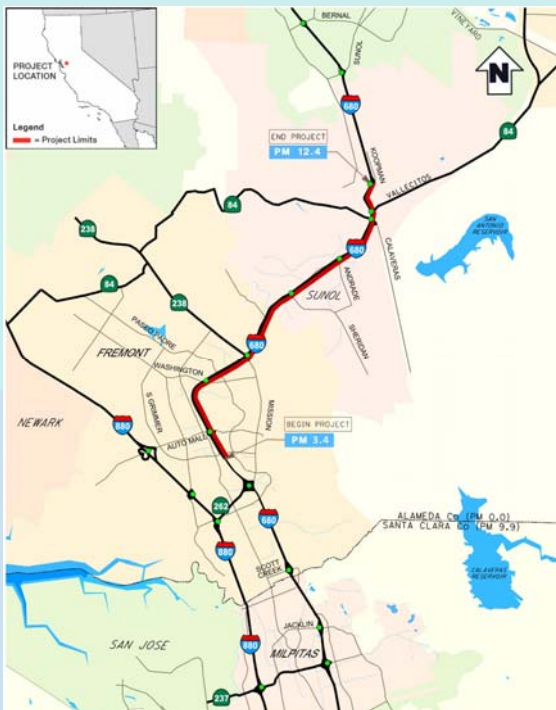 PROJECT
LOCATION
Legend
= Project Limits
BERNAL
SUNOL
VINEYARD
N
680
END PROJECT
PM 12.4
KOOPMAN
84
VALLECITOS
84
238
680
SAN
ANTONIO
RESERVOIR
CALAVERAS
ANDRADE
84
238
SUNOL
SHERIDAN
PASEO PADRE
680
FREMONT
WASHINGTON
S GRIMMER
MISSION
NEWARK
880
AUTO MALL
BEGIN PROJECT
PM 3.4
262
680
ALAMEDA Co (PM 0.0)
SANTA CLARA Co (PM 9.9)
880
SCOTT
CREEK
CALAVERAS
RESERVOIR
JACKLIN
SAN JOSE
880
MILPITAS
237